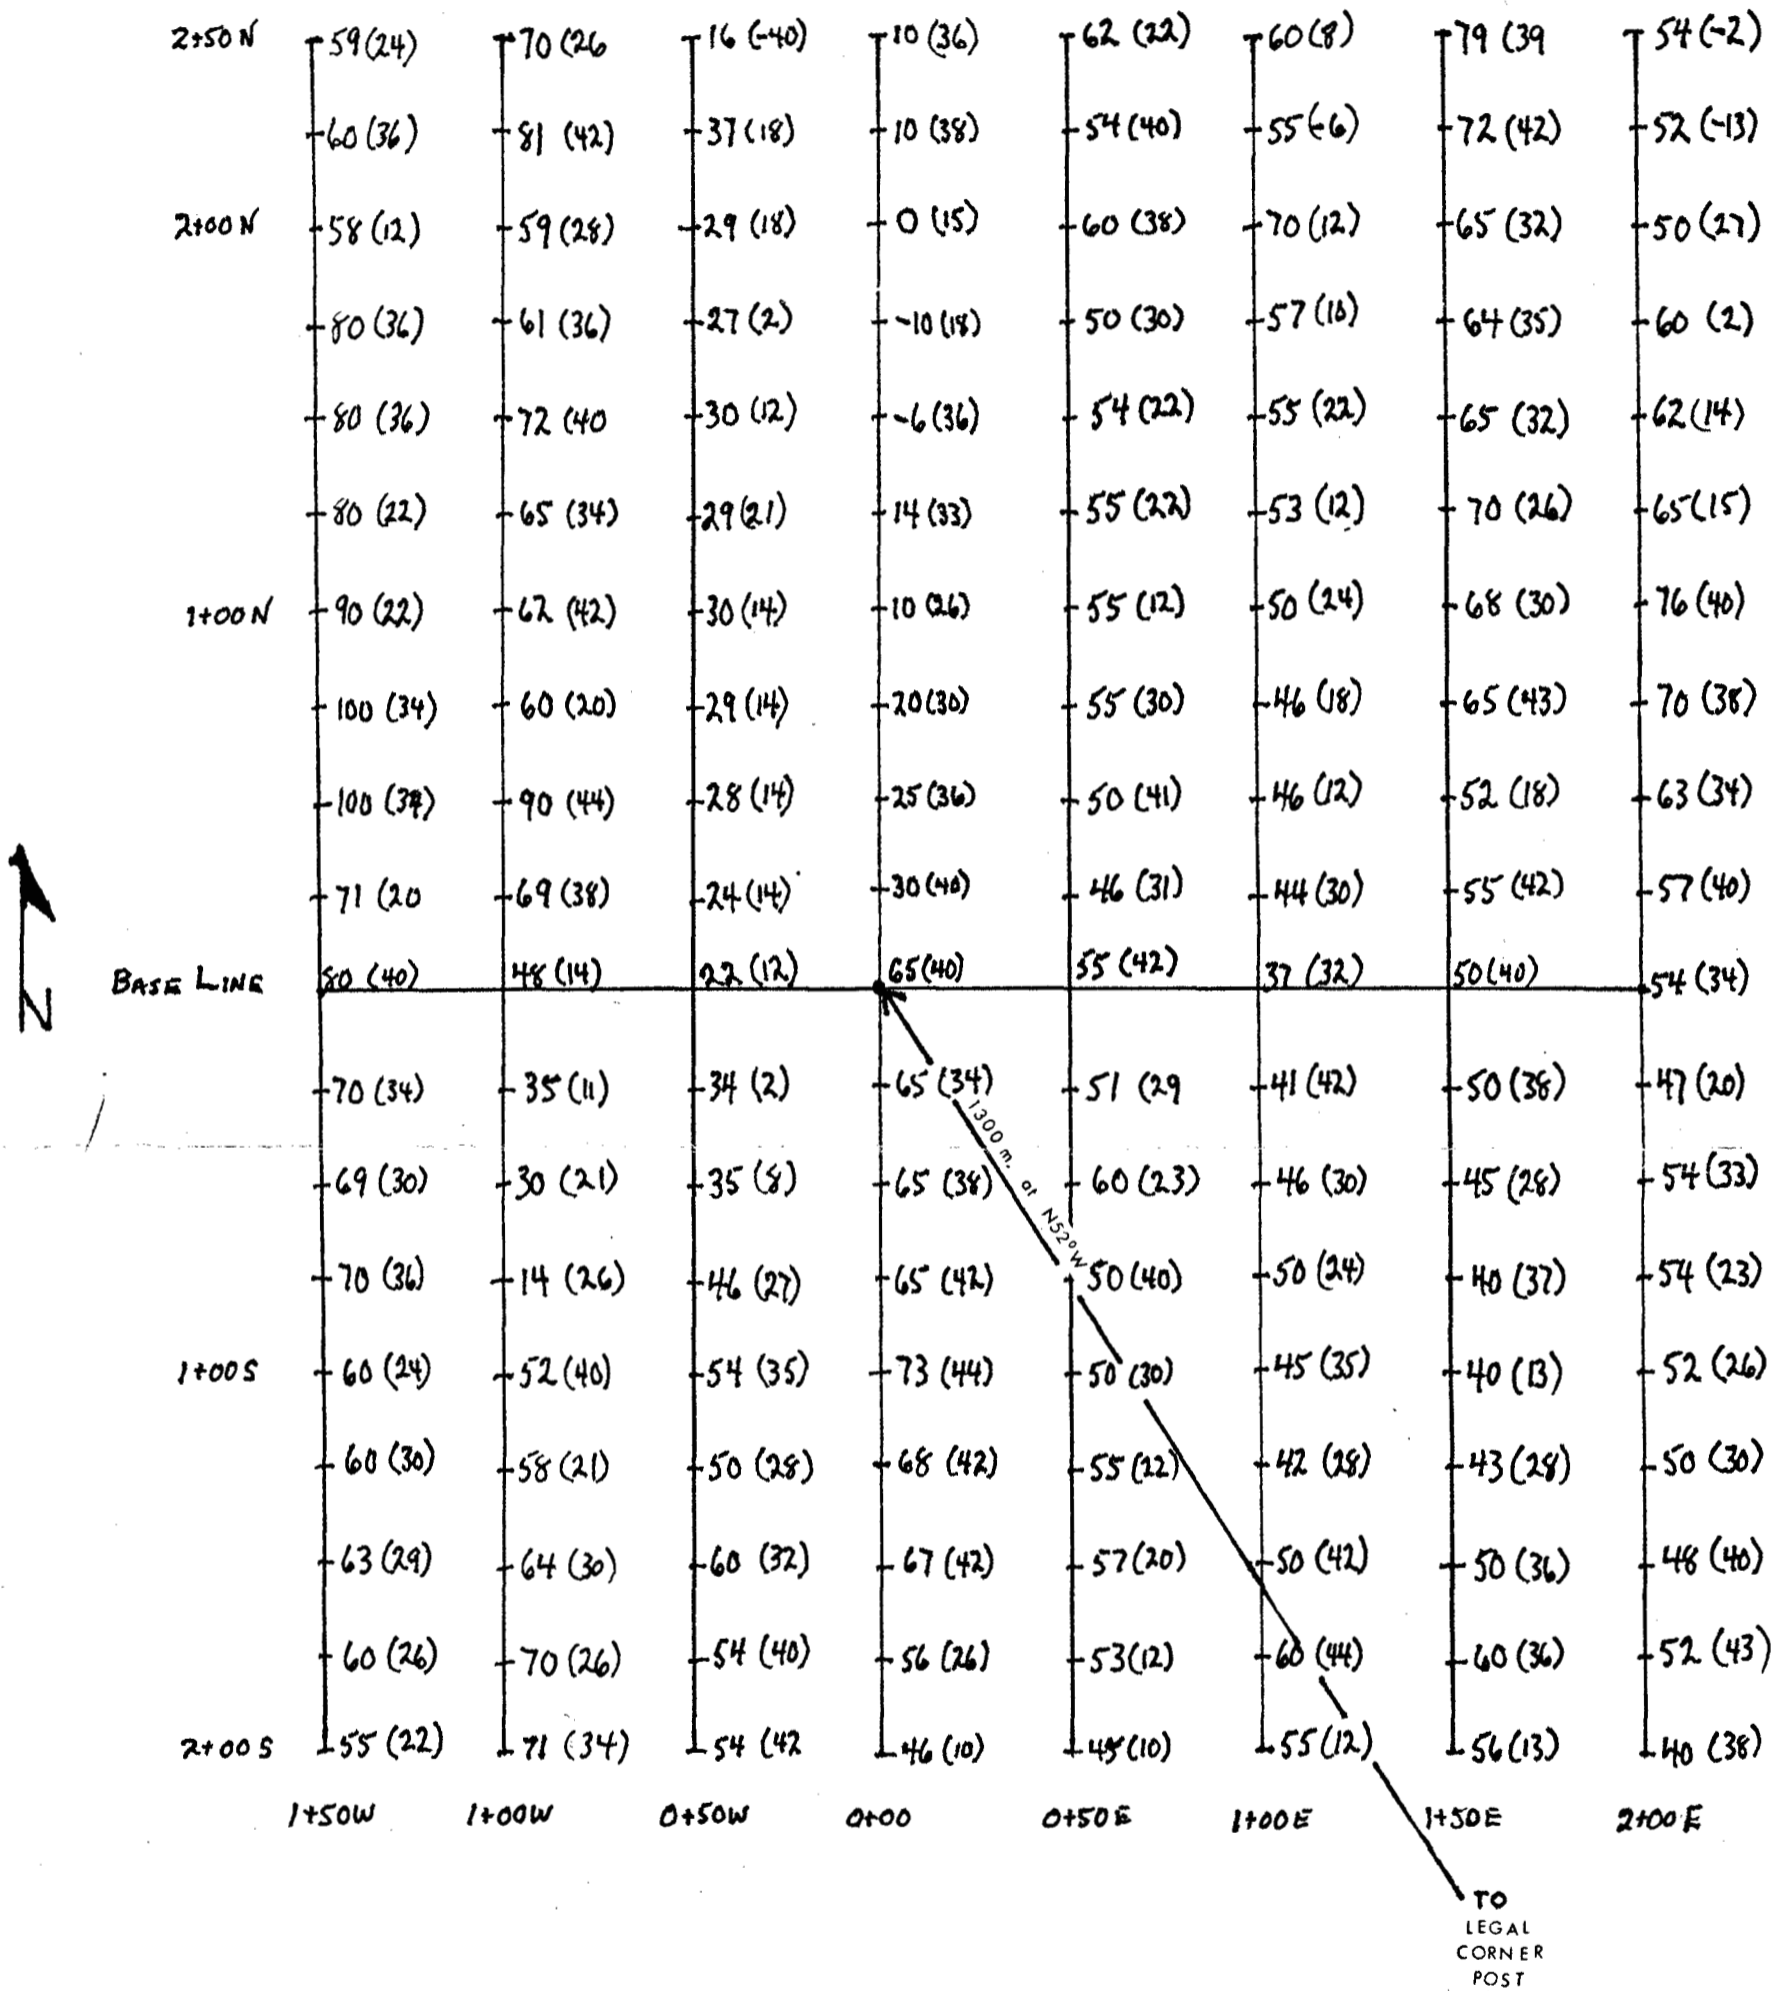 2+50N 59(24) 70(26 16(-40) 10(36) 62(22) 60(8) 79(39 54(-2)
60(36) 81(42) 37(18) 10(38) 54(40) 55(-6) 72(42) 52(-13)
2+00N 58(12) 59(28) 29(18) 0(15) 60(38) 70(12) 65(32) 50(27)
80(36) 61(36) 27(2) -10(18) 50(30) 57(10) 64(35) 60(2)
80(36) 72(40 30(12) -6(36) 54(22) 55(22) 65(32) 62(14)
80(22) 65(34) 29(21) 14(33) 55(22) 53(12) 70(26) 65(15)
1+00N 90(22) 62(42) 30(14) 10(26) 55(12) 50(24) 68(30) 76(40)
100(34) 60(20) 29(14) 20(30) 55(30) 46(18) 65(43) 70(38)
100(34) 90(44) 28(14) 25(36) 50(41) 46(12) 52(18) 63(34)
71(20 69(38) 24(14) 30(40) 46(31) 44(30) 55(42) 57(40)
BASE LINE 80(40) 48(14) 22(12) 65(40) 55(42) 37(32) 50(40) 54(34)
N
70(34) 35(11) 34(2) 65(34) 51(29 41(42) 50(38) 47(20)
1300 m. at N52°W
69(30) 30(21) 35(8) 65(38) 60(23) 46(30) 45(28) 54(33)
70(36) 14(26) 46(27) 65(42) 50(40) 50(24) 40(37) 54(23)
1+00S 60(24) 52(40) 54(35) 73(44) 50(30) 45(35) 40(13) 52(26)
60(30) 58(21) 50(28) 68(42) 55(22) 42(28) 43(28) 50(30)
63(29) 64(30) 60(32) 67(42) 57(20) 50(42) 50(36) 48(40)
60(26) 70(26) 54(40) 56(26) 53(12) 60(44) 60(36) 52(43)
2+00S 55(22) 71(34) 54(42 46(10) 45(10) 55(12) 56(13) 40(38)
1+50W 1+00W 0+50W 0+00 0+50E 1+00E 1+50E 2+00E
TO
LEGAL
CORNER
POST